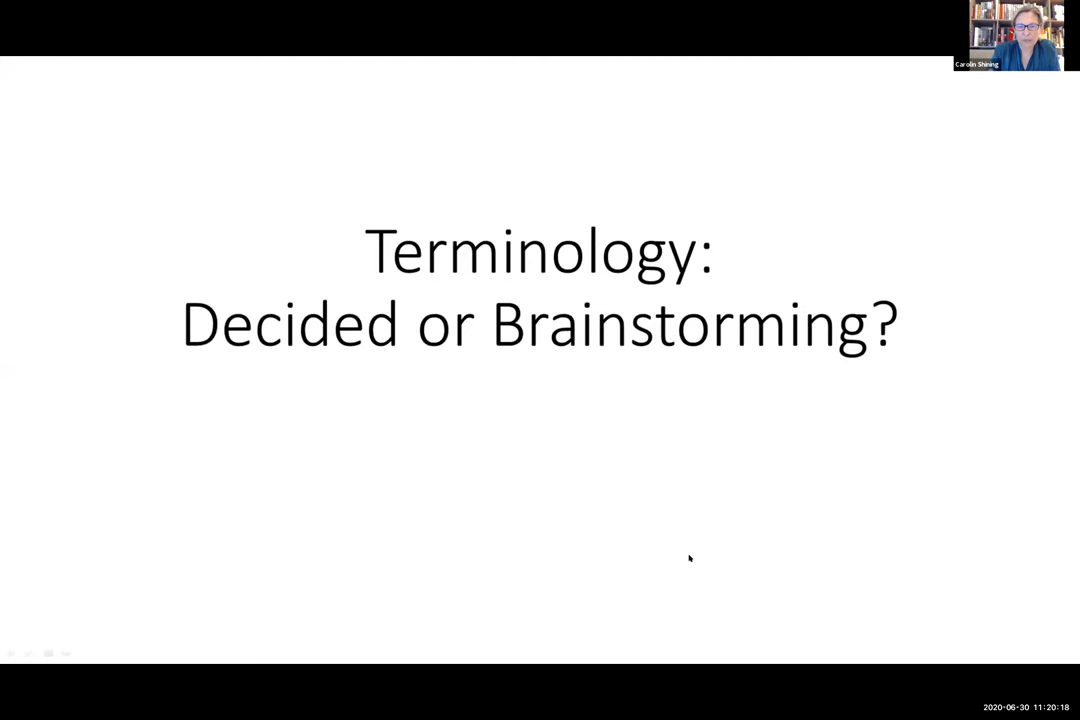 Carolin Shining
Terminology:
Decided or Brainstorming?
2020-06-30 11:20:18